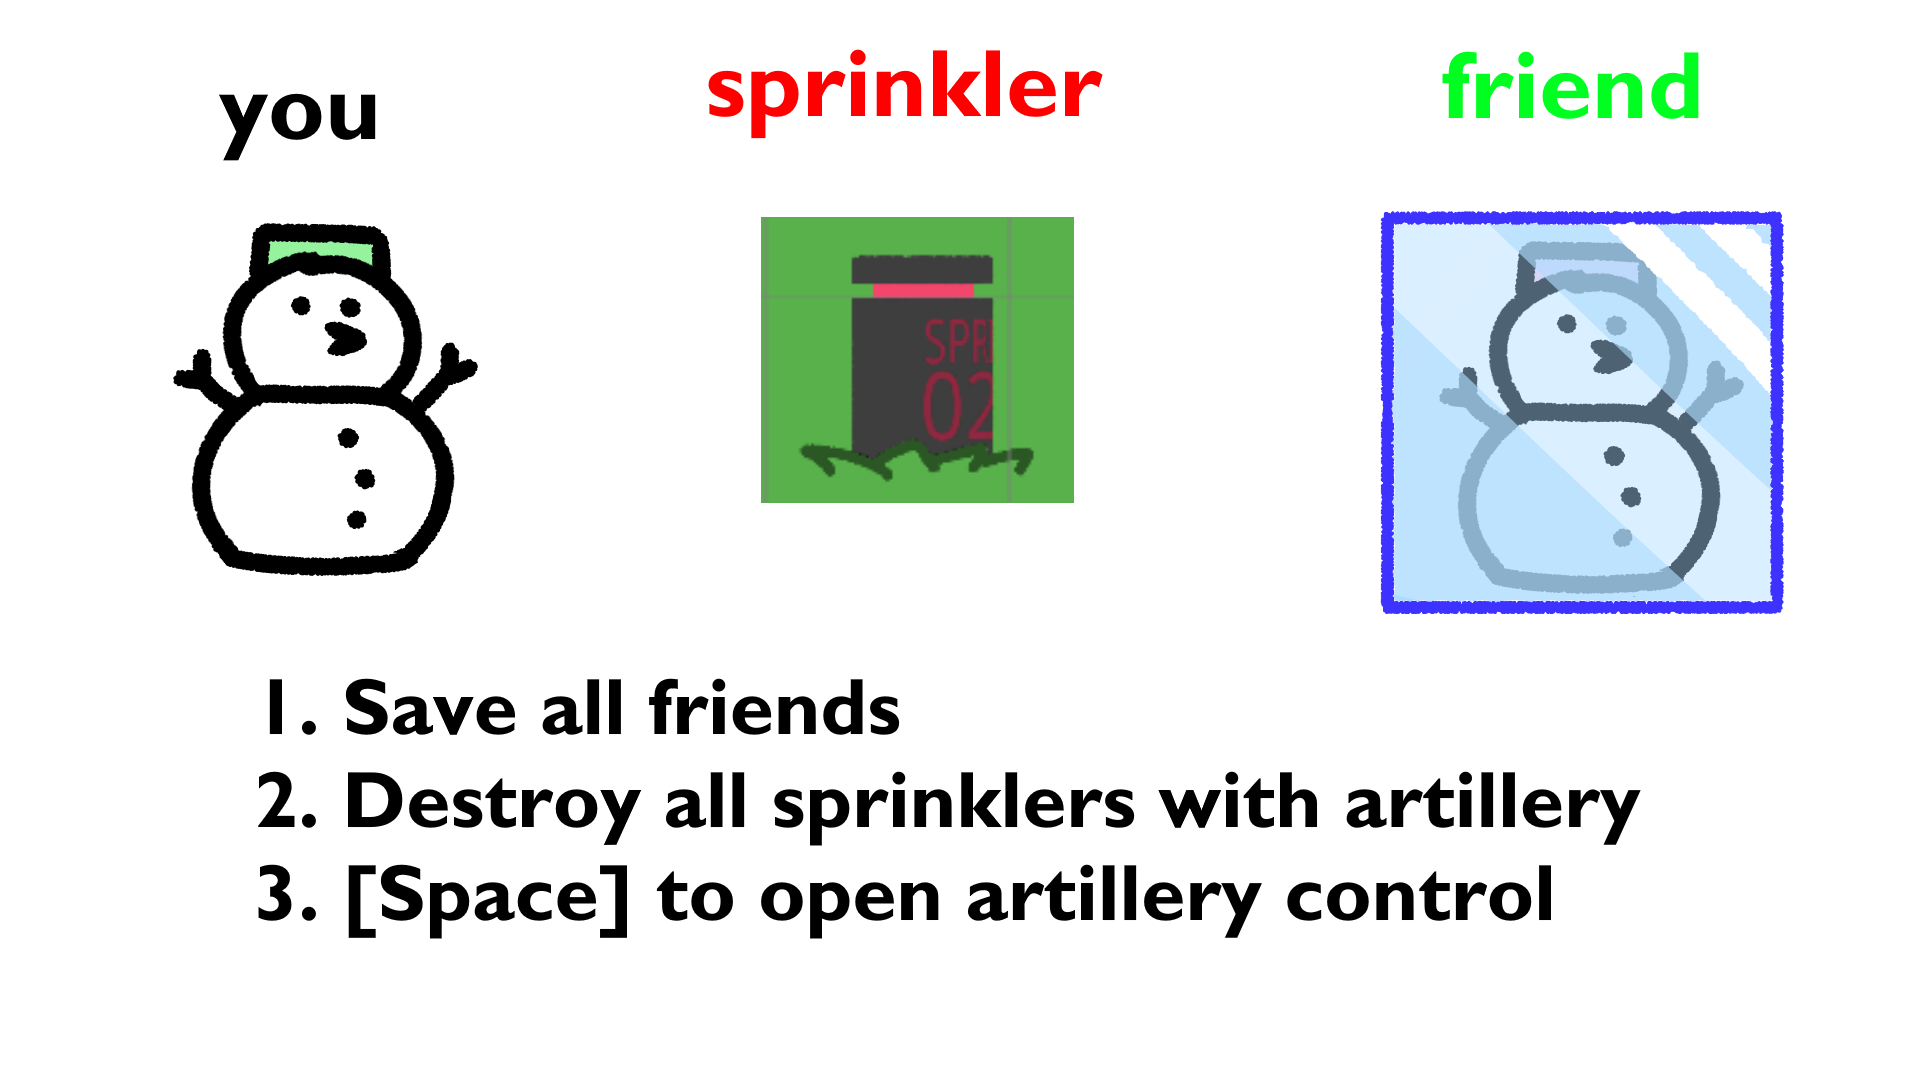 you
sprinkler
friend
SPRI
02
1. Save all friends
2. Destroy all sprinklers with artillery
3. [Space] to open artillery control